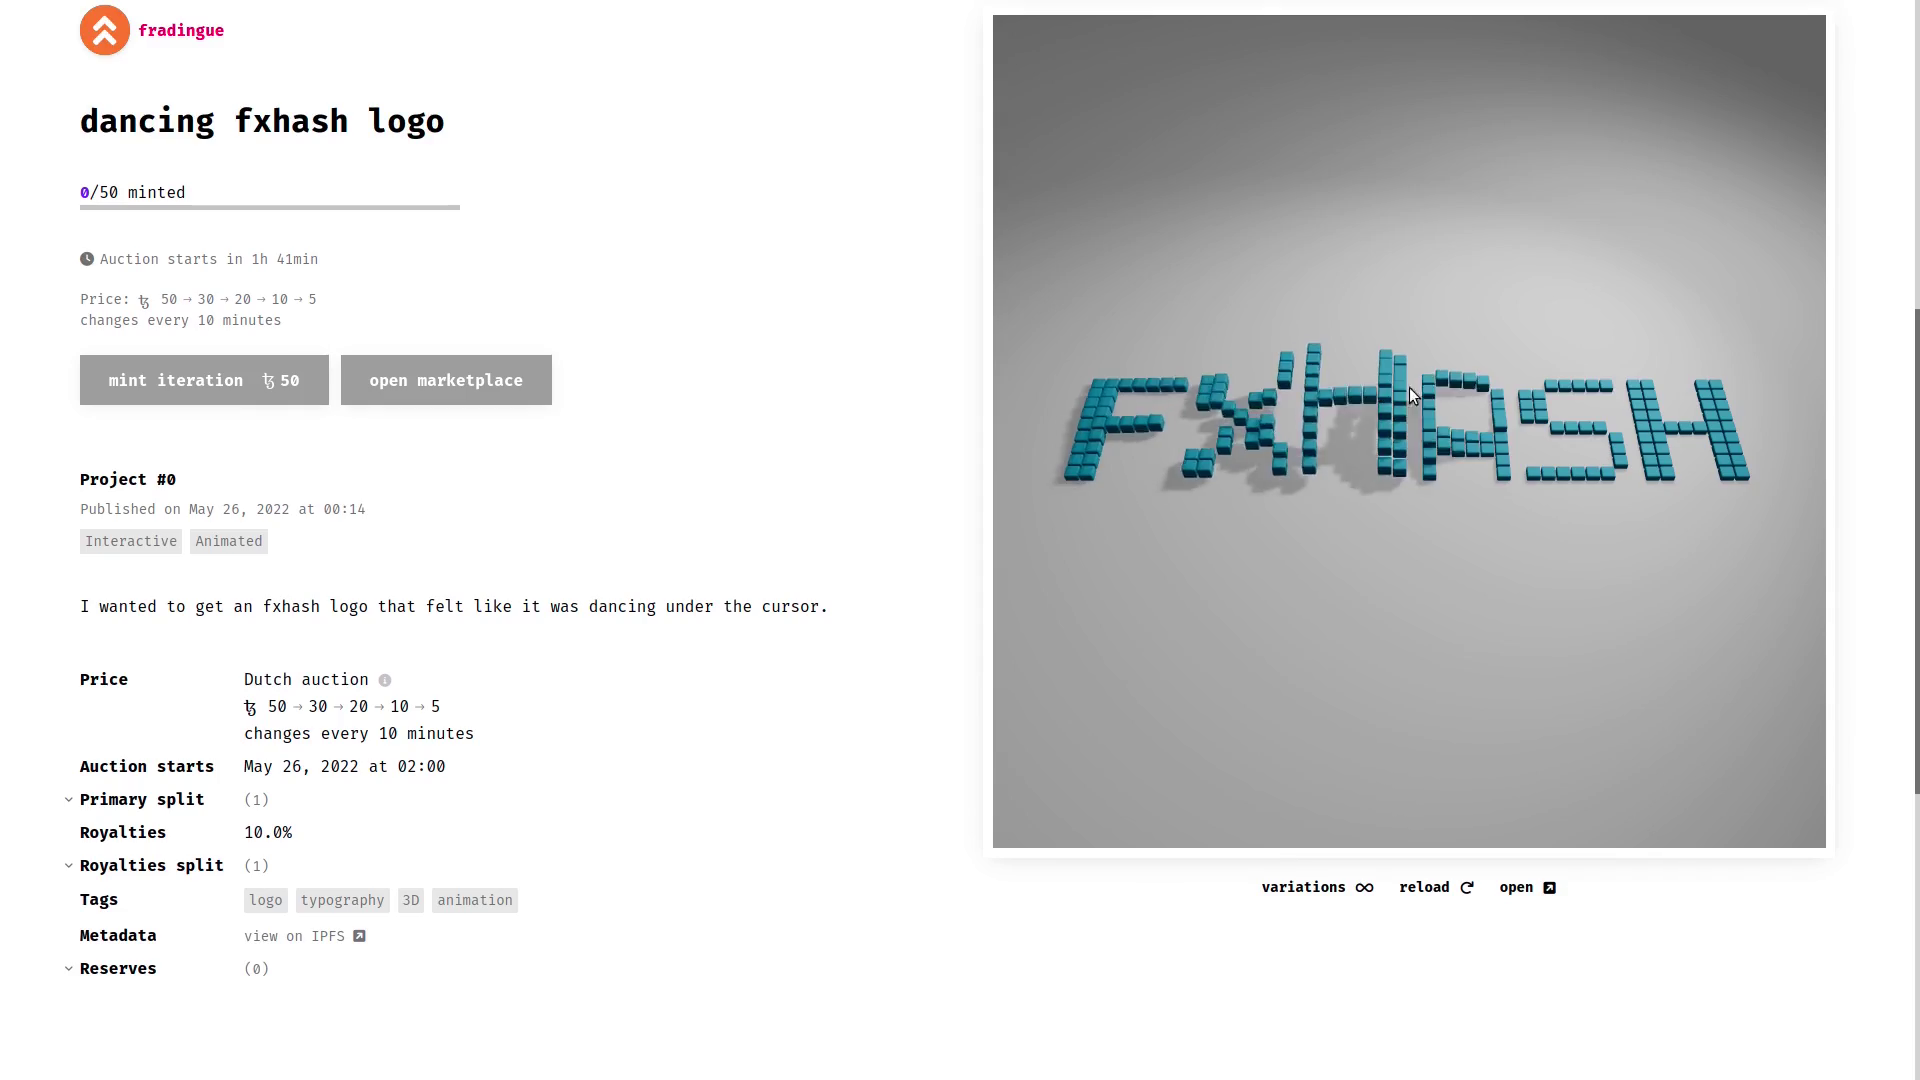 fradingue
dancing fxhash logo
0/50 minted
Auction starts in 1h 41min
Price: ꜩ 50 → 30 → 20 → 10 → 5
changes every 10 minutes
mint iteration ꜩ 50
open marketplace
Project #0
Published on May 26, 2022 at 00:14
Interactive Animated
I wanted to get an fxhash logo that felt like it was dancing under the cursor.
Price Dutch auction
ꜩ 50 → 30 → 20 → 10 → 5
changes every 10 minutes
Auction starts May 26, 2022 at 02:00
Primary split (1)
Royalties 10.0%
Royalties split (1)
Tags logo typography 3D animation
Metadata view on IPFS
Reserves (0)
FXHASH
variations reload open